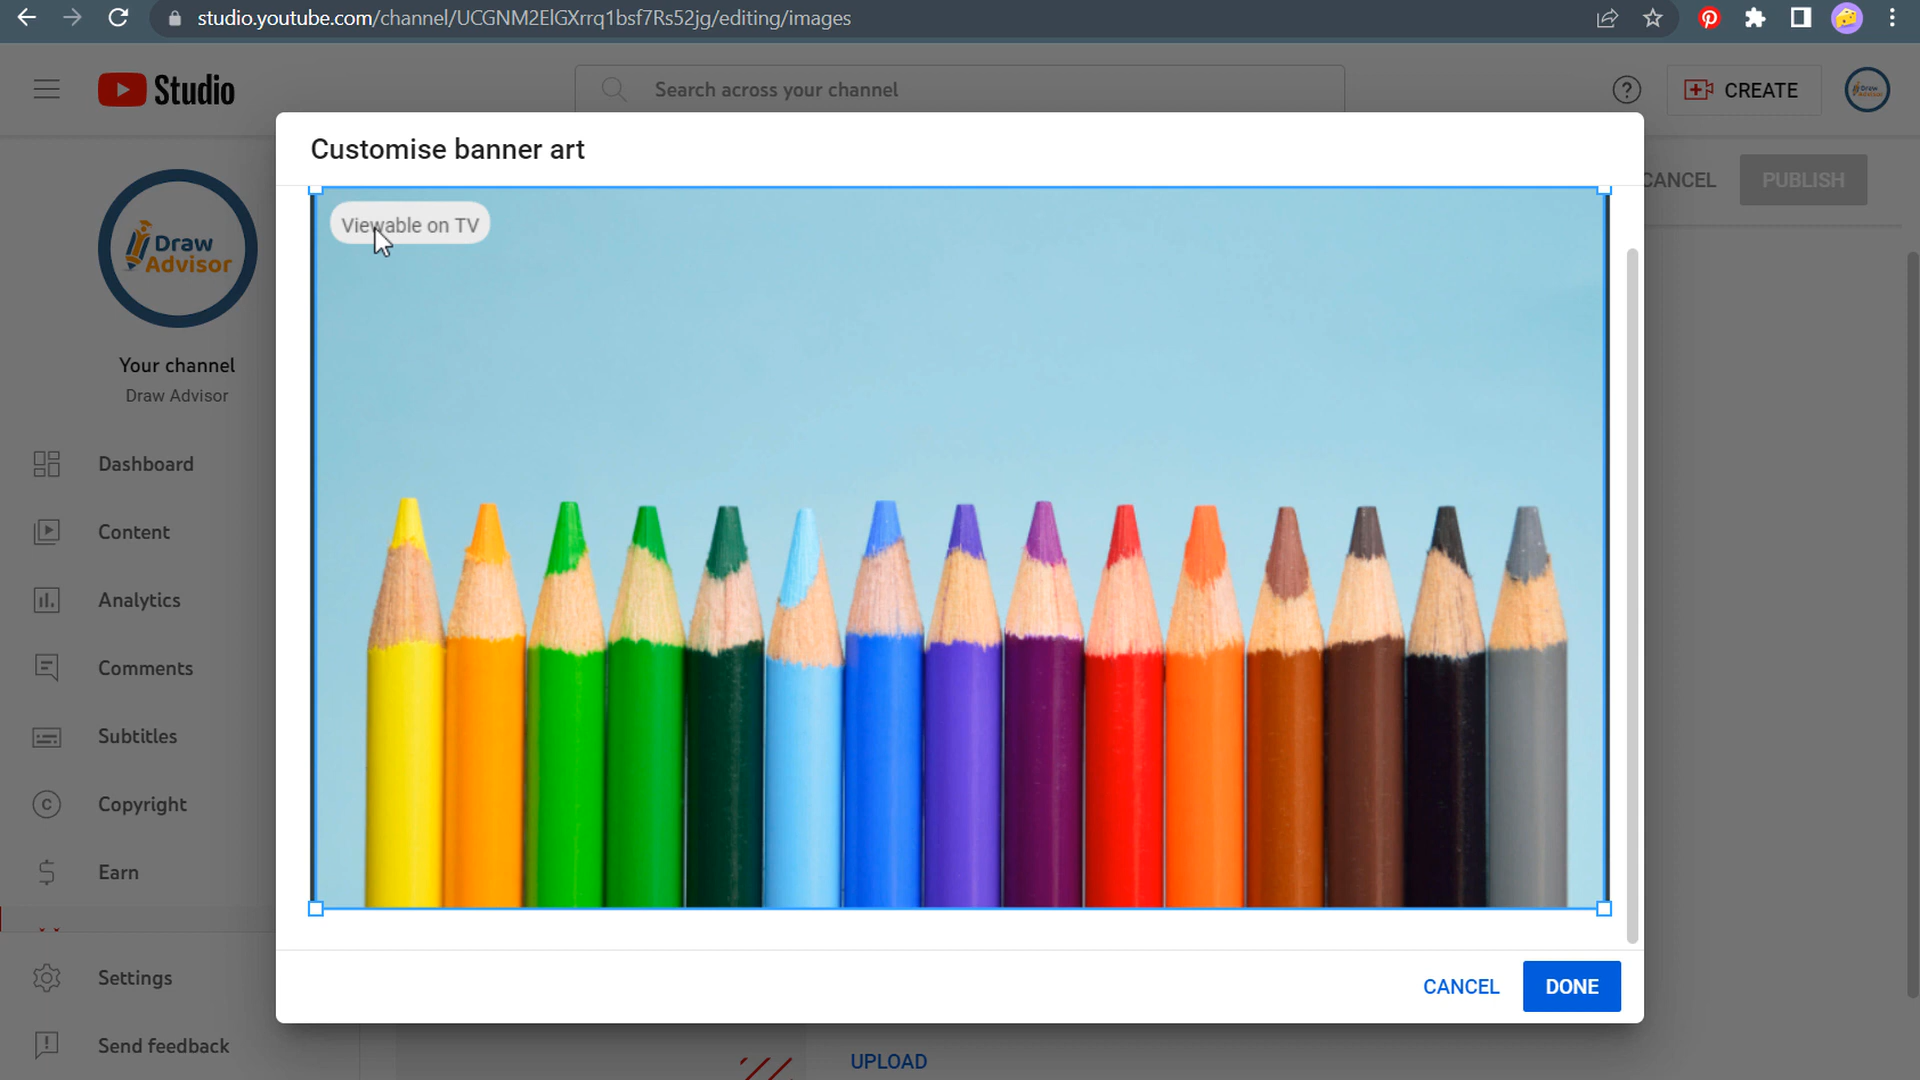 studio.youtube.com/channel/UCGNM2ElGXrrq1bsf7Rs52jg/editing/images
Studio
Search across your channel
CREATE
Draw
Advisor
Customise banner art
CANCEL
PUBLISH
Viewable on TV
Draw
Advisor
Your channel
Draw Advisor
Dashboard
Content
Analytics
Comments
Subtitles
Copyright
Earn
Settings
Send feedback
CANCEL
DONE
UPLOAD